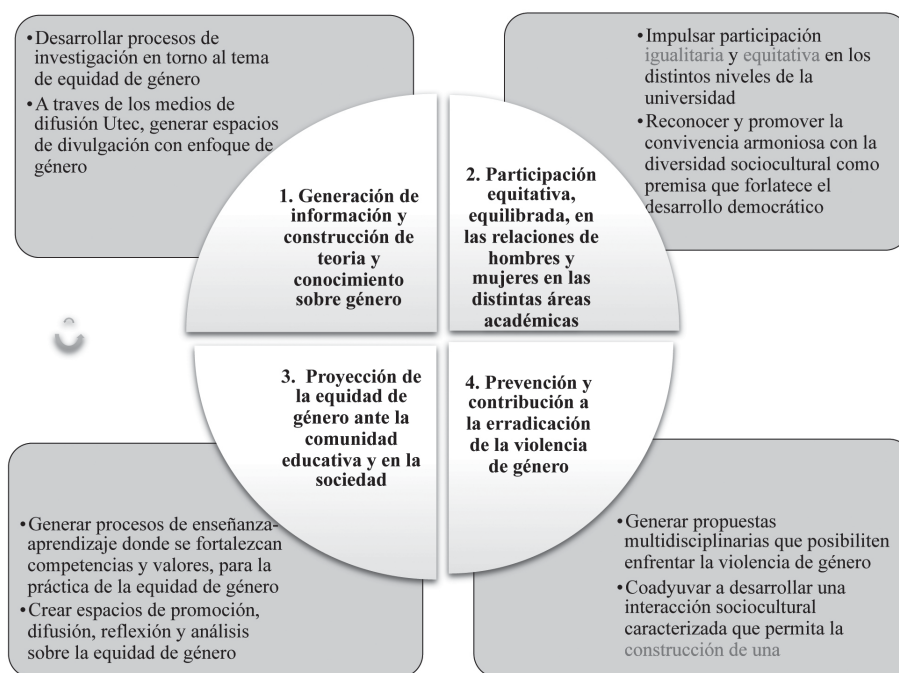 •Desarrollar procesos de
investigación en torno al tema
de equidad de género
•A traves de los medios de
difusión Utec, generar espacios
de divulgación con enfoque de
género
•Impulsar participación
igualitaria y equitativa en los
distintos niveles de la
universidad
•Reconocer y promover la
convivencia armoniosa con la
diversidad sociocultural como
premisa que forlatece el
desarrollo democrático
1. Generación de
información y
construcción de
teoria y
conocimiento
sobre género
2. Participación
equitativa,
equilibrada, en
las relaciones de
hombres y
mujeres en las
distintas áreas
académicas
3. Proyección de
la equidad de
género ante la
comunidad
educativa y en la
sociedad
4. Prevención y
contribución a
la erradicación
de la violencia
de género
•Generar procesos de enseñanza-
aprendizaje donde se fortalezcan
competencias y valores, para la
práctica de la equidad de género
•Crear espacios de promoción,
difusión, reflexión y análisis
sobre la equidad de género
•Generar propuestas
multidisciplinarias que posibiliten
enfrentar la violencia de género
•Coadyuvar a desarrollar una
interacción sociocultural
caracterizada que permita la
construcción de una